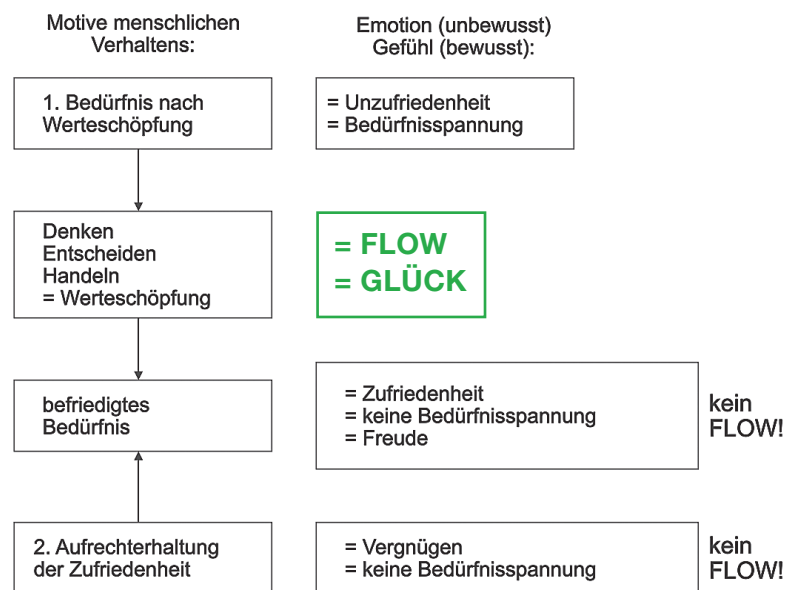 Motive menschlichen
Verhaltens:
Emotion (unbewusst)
Gefühl (bewusst):
1. Bedürfnis nach
Werteschöpfung
= Unzufriedenheit
= Bedürfnisspannung
Denken
Entscheiden
Handeln
= Werteschöpfung
= FLOW
= GLÜCK
befriedigtes
Bedürfnis
= Zufriedenheit
= keine Bedürfnisspannung
= Freude
kein
FLOW!
2. Aufrechterhaltung
der Zufriedenheit
= Vergnügen
= keine Bedürfnisspannung
kein
FLOW!